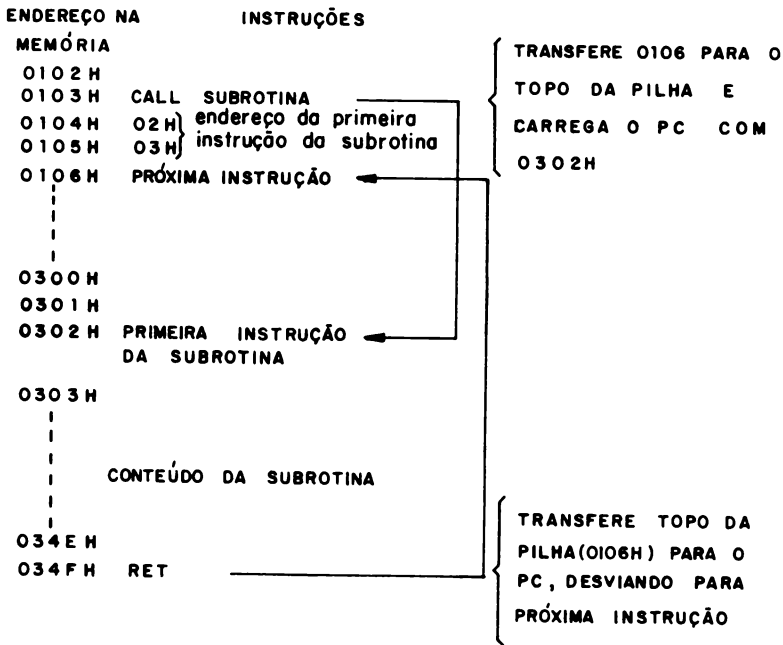 ENDEREÇO NA INSTRUÇÕES
MEMÓRIA
0102H
0103H CALL SUBROTINA
0104H 02H} endereço da primeira
0105H 03H} instrução da subrotina
0106H PRÓXIMA INSTRUÇÃO
TRANSFERE 0106 PARA O
TOPO DA PILHA E
CARREGA O PC COM
0302H
0300H
0301H
0302H PRIMEIRA INSTRUÇÃO
DA SUBROTINA
0303H
CONTEÚDO DA SUBROTINA
034EH
034FH RET
TRANSFERE TOPO DA
PILHA(0106H) PARA O
PC, DESVIANDO PARA
PRÓXIMA INSTRUÇÃO